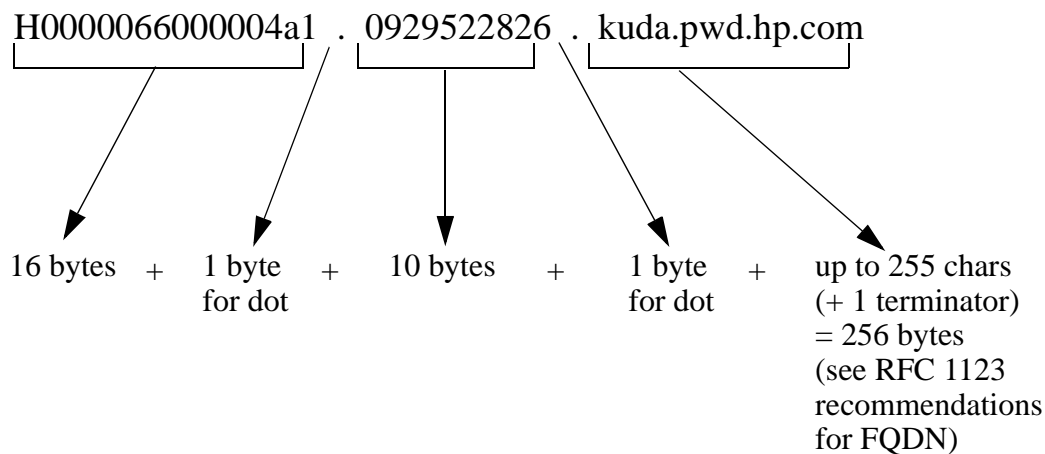 H0000066000004a1 . 0929522826 . kuda.pwd.hp.com
16 bytes + 1 byte for dot + 10 bytes + 1 byte for dot + up to 255 chars
(+ 1 terminator)
= 256 bytes
(see RFC 1123
recommendations
for FQDN)